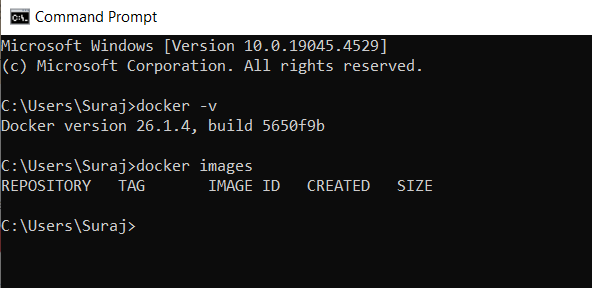 Command Prompt
Microsoft Windows [Version 10.0.19045.4529]
(c) Microsoft Corporation. All rights reserved.
C:\Users\Suraj>docker -v
Docker version 26.1.4, build 5650f9b
C:\Users\Suraj>docker images
REPOSITORY   TAG       IMAGE ID   CREATED   SIZE
C:\Users\Suraj>